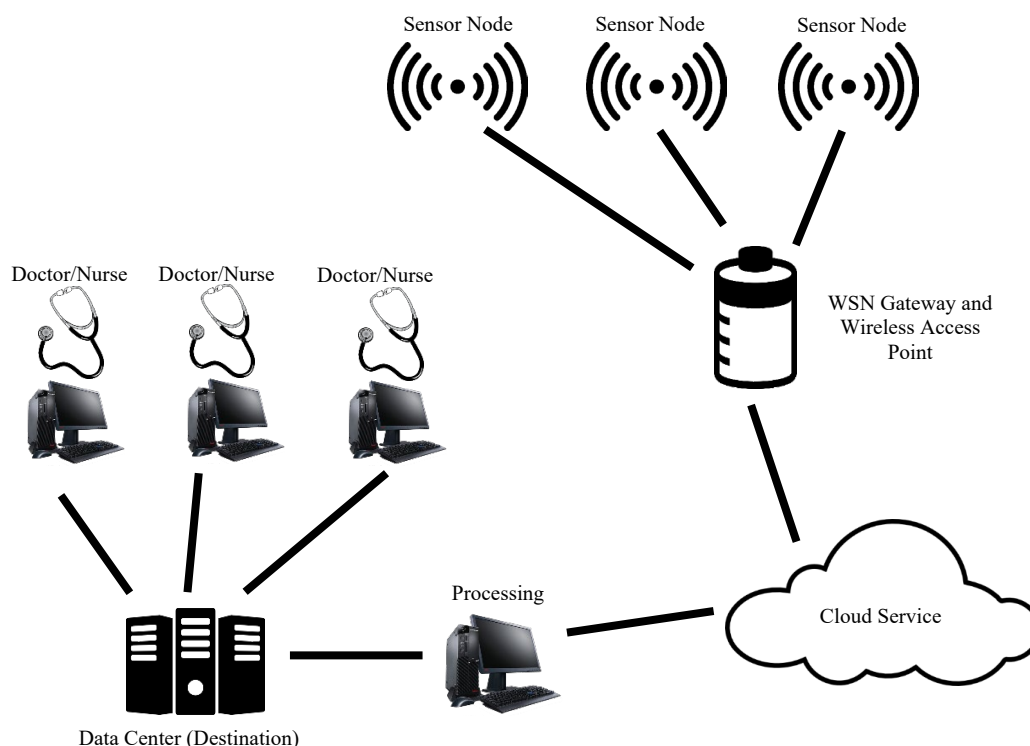 Sensor Node
Sensor Node
Sensor Node
Doctor/Nurse
Doctor/Nurse
Doctor/Nurse
WSN Gateway and
Wireless Access
Point
Processing
Cloud Service
Data Center (Destination)